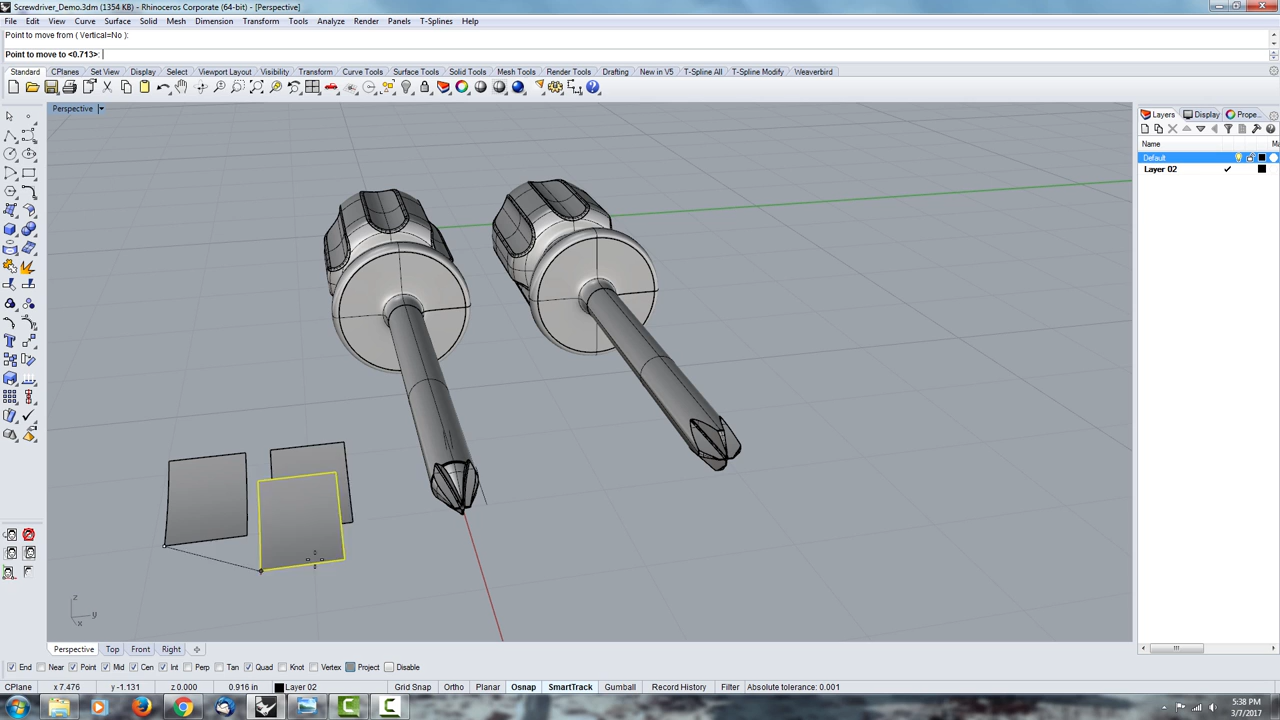 Screwdriver_Demo.3dm (1354 KB) - Rhinoceros Corporate (64-bit) - [Perspective]
File Edit View Curve Surface Solid Mesh Dimension Transform Tools Analyze Render Panels T-Splines Help
Point to move from ( Vertical=No ):
Point to move to <0.713>:
Standard CPlanes Set View Display Select Viewport Layout Visibility Transform Curve Tools Surface Tools Solid Tools Mesh Tools Render Tools Drafting New in V5 T-Spline All T-Spline Modify Weaverbird
Perspective
Layers Display Prope...
Name Ma
Default
Layer 02
z
y
x
Perspective Top Front Right
End Near Point Mid Cen Int Perp Tan Quad Knot Vertex Project Disable
CPlane x 7.476 y -1.131 z 0.000 0.916 in Layer 02 Grid Snap Ortho Planar Osnap SmartTrack Gumball Record History Filter Absolute tolerance: 0.001
5:38 PM
3/7/2017